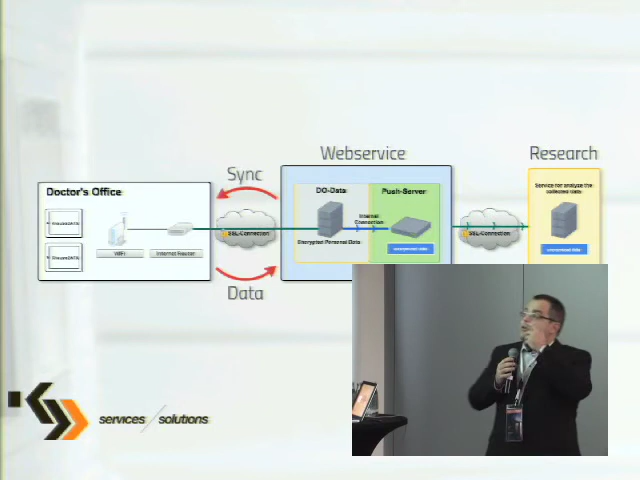 Webservice
Research
Sync
Doctor's Office
DO-Data
Push-Server
Service for analyze the
collected data
Internal
Connection
SSL-Connection
SSL-Connection
Encrypted Personal Data
WiFi
Internet Router
Data
services/solutions